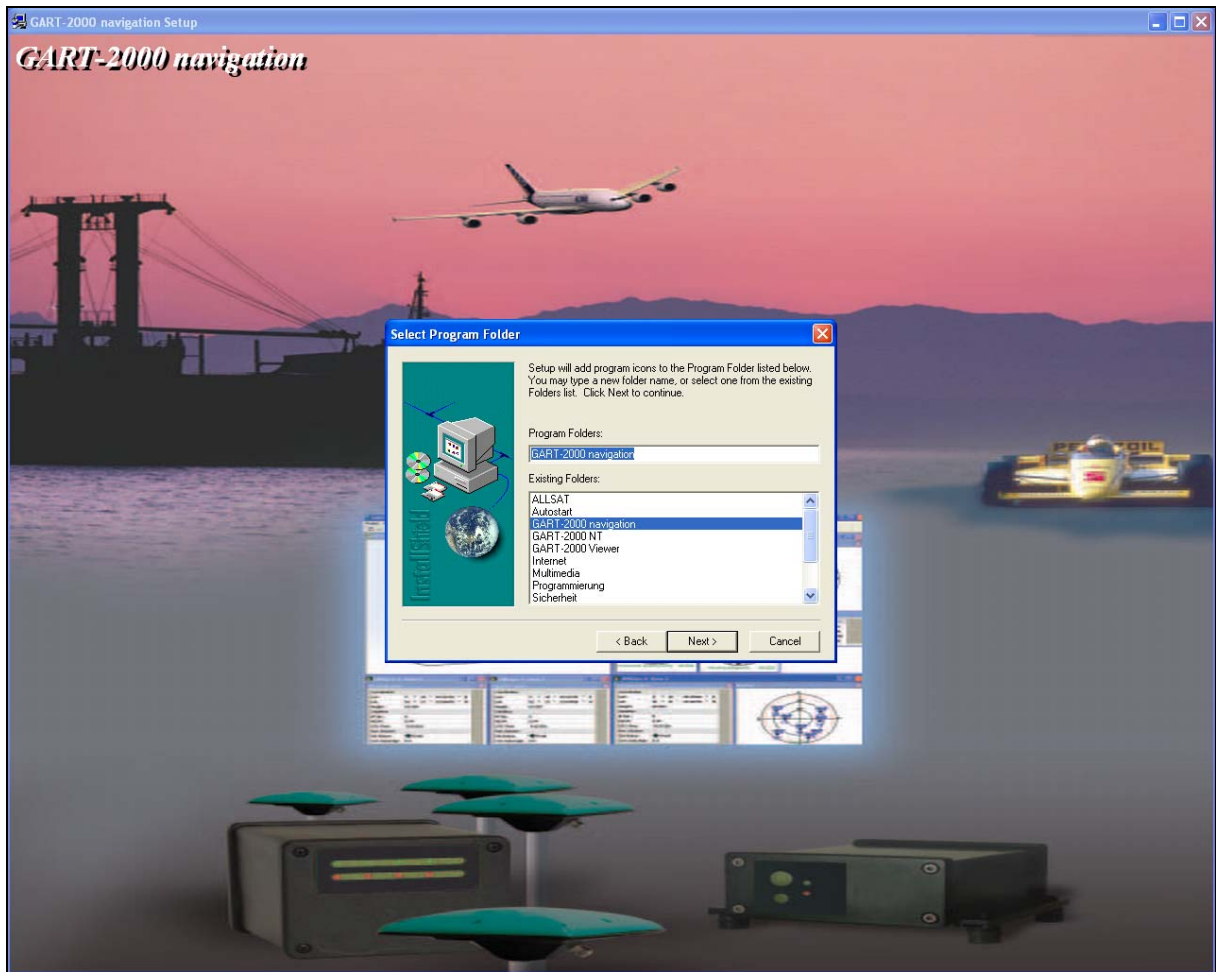 GART-2000 navigation Setup
GART-2000 navigation
Select Program Folder
Setup will add program icons to the Program Folder listed below.
You may type a new folder name, or select one from the existing
Folders list. Click Next to continue.
Program Folders:
GART-2000 navigation
Existing Folders:
ALLSAT
Autostart
GART-2000 navigation
GART-2000 NT
GART-2000 Viewer
Internet
Multimedia
Programmierung
Sicherheit
InstallShield
< Back
Next >
Cancel